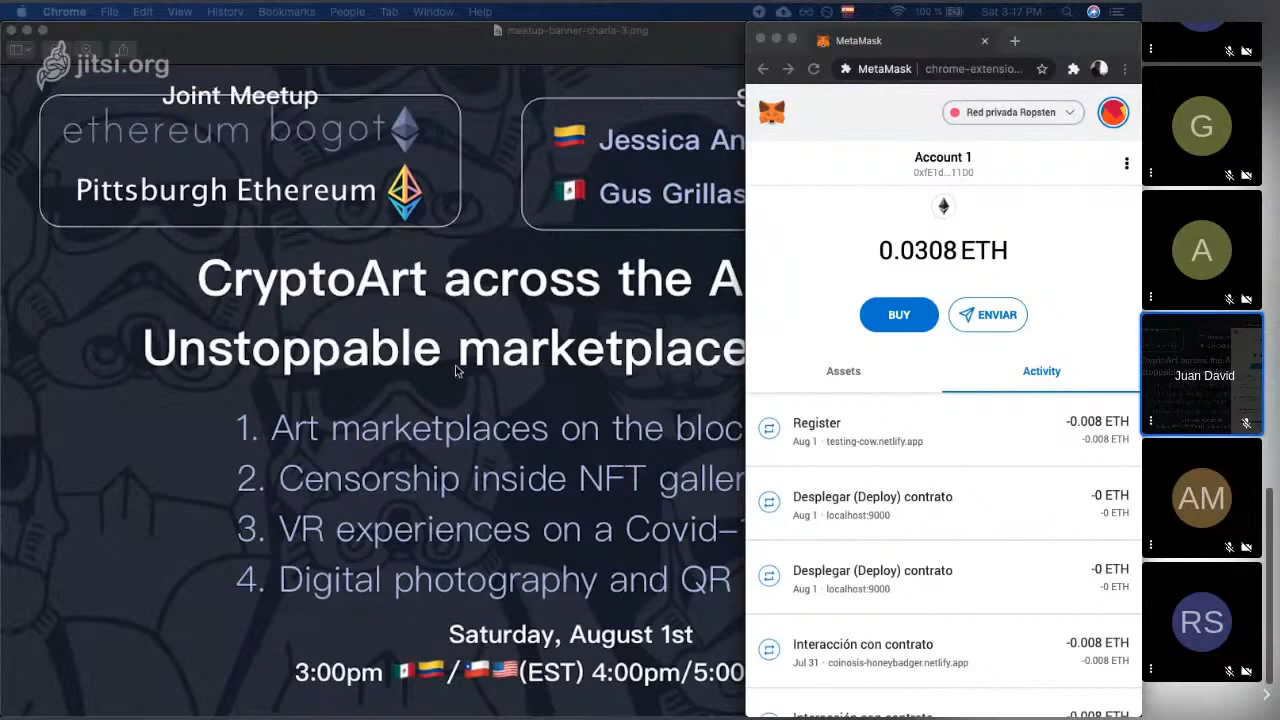 Chrome File Edit View History Bookmarks People Tab Window Help
100 % Sat 3:17 PM
meetup-banner-charla-3.png
jitsi.org
Joint Meetup
ethereum bogot
Pittsburgh Ethereum
S
Jessica An
Gus Grillas
CryptoArt across the A
Unstoppable marketplace
1. Art marketplaces on the bloc
2. Censorship inside NFT galler
3. VR experiences on a Covid-1
4. Digital photography and QR
Saturday, August 1st
3:00pm / (EST) 4:00pm/5:00
MetaMask
MetaMask chrome-extensio...
Red privada Ropsten
Account 1
0xfE1d...11D0
0.0308 ETH
BUY
ENVIAR
Assets
Activity
Register
-0.008 ETH
Aug 1 · testing-cow.netlify.app
-0.008 ETH
Desplegar (Deploy) contrato
-0 ETH
Aug 1 · localhost:9000
-0 ETH
Desplegar (Deploy) contrato
-0 ETH
Aug 1 · localhost:9000
-0 ETH
Interacción con contrato
-0.008 ETH
Jul 31 · coinosis-honeybadger.netlify.app
-0.008 ETH
Interacción con contrato
-0.008 ETH
G
A
Juan David
AM
RS